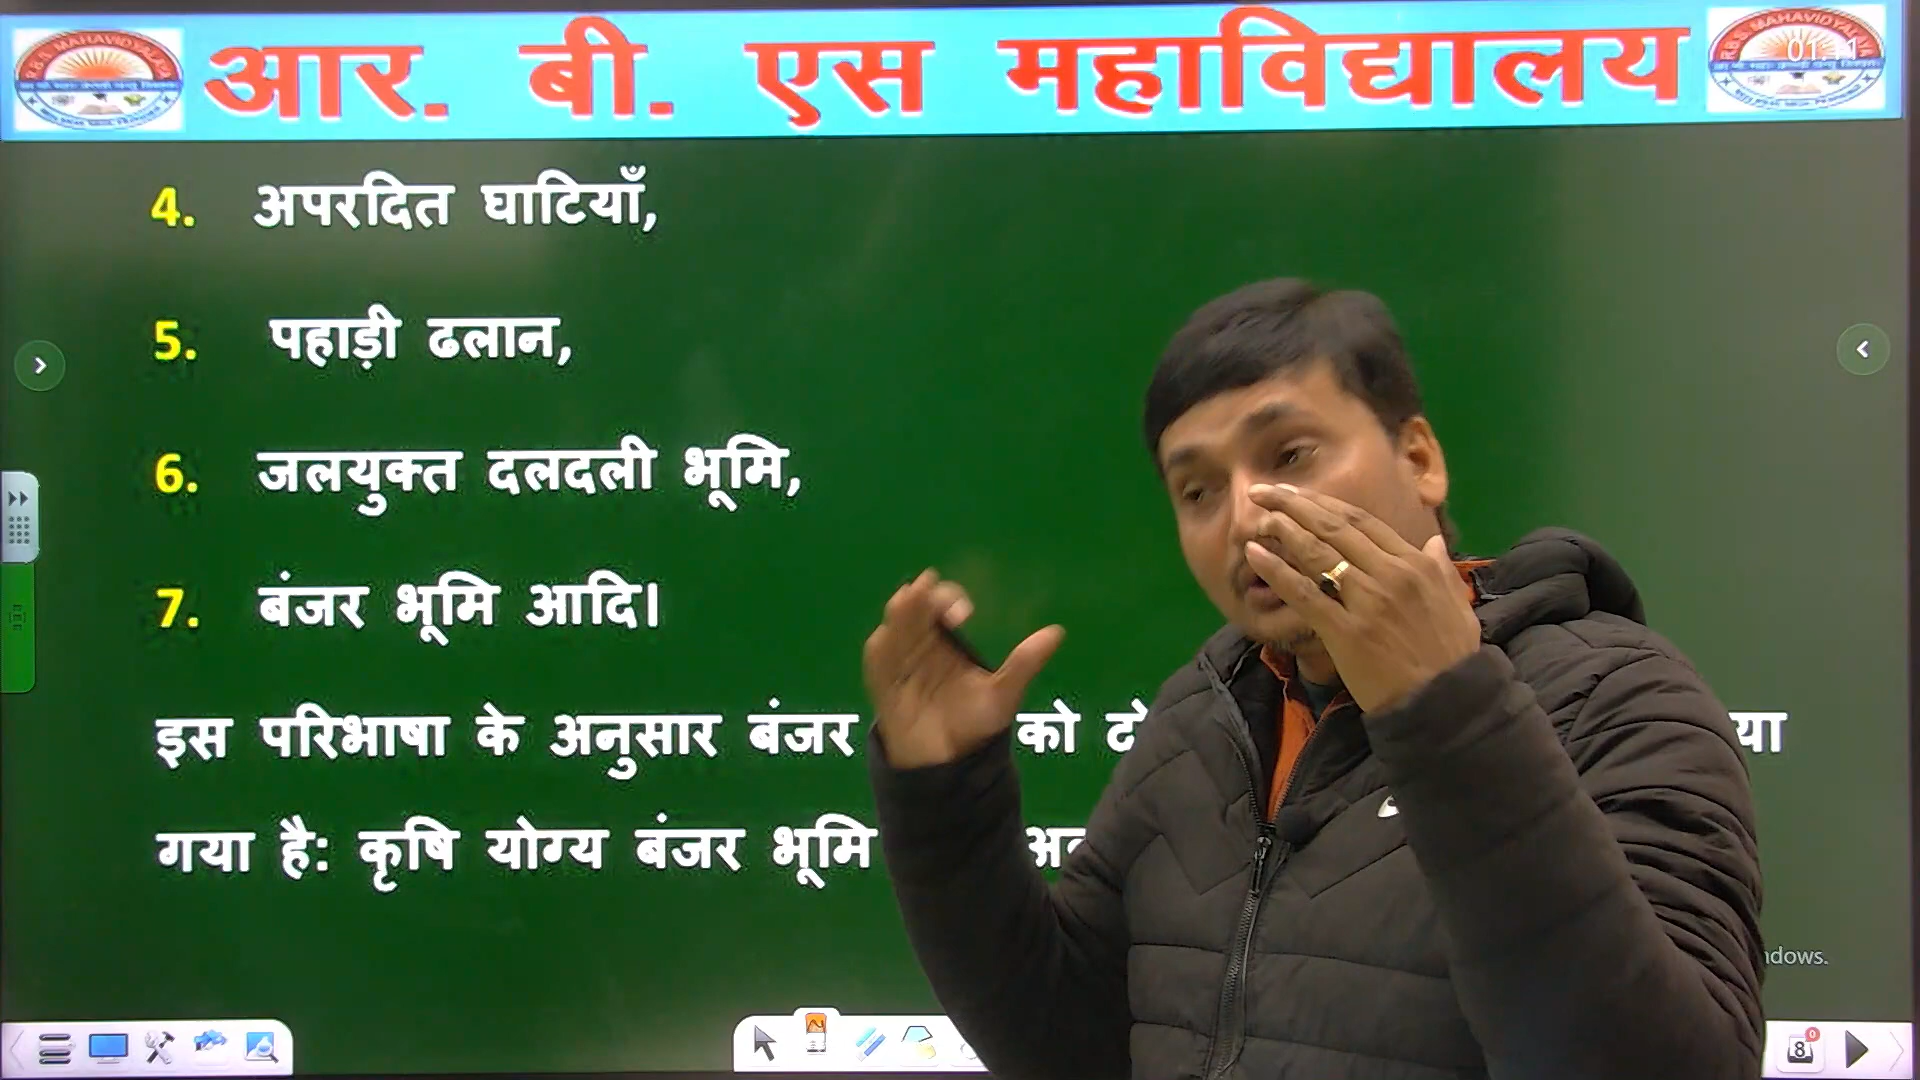 आर. बी. एस महाविद्यालय
4. अपरदित घाटियाँ,
5. पहाड़ी ढलान,
6. जलयुक्त दलदली भूमि,
7. बंजर भूमि आदि।
इस परिभाषा के अनुसार बंजर को या
गया है: कृषि योग्य बंजर भूमि